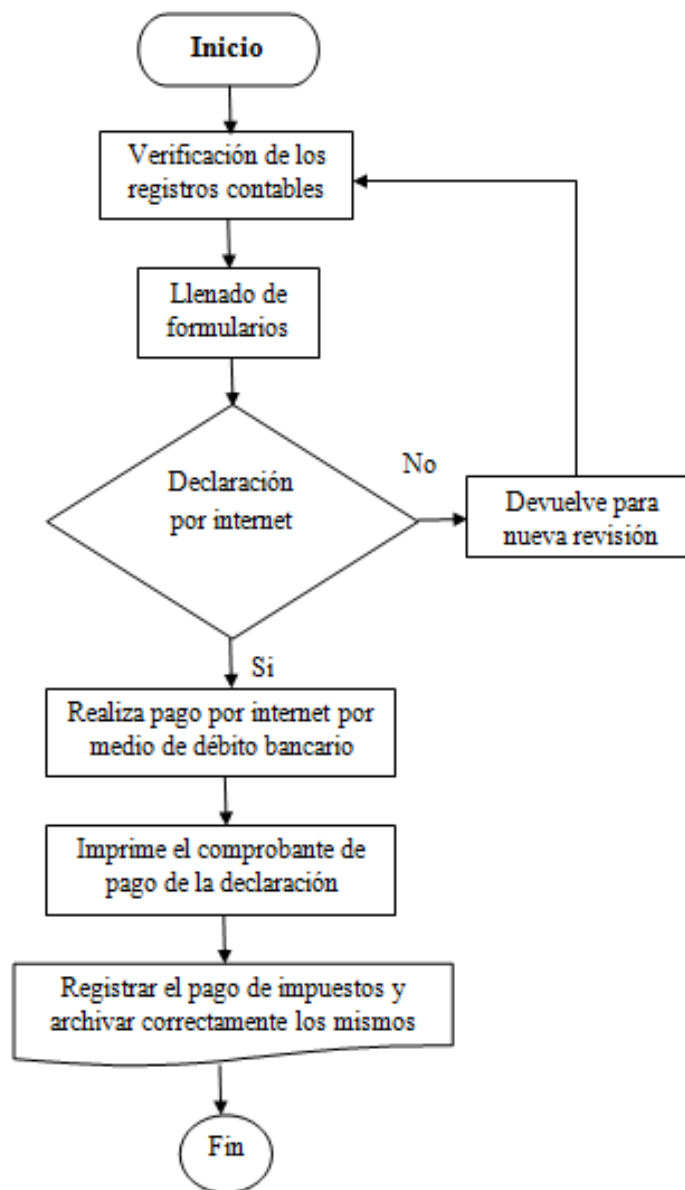 Inicio
Verificación de los
registros contables
Llenado de
formularios
Declaración
por internet
No
Devuelve para
nueva revisión
Si
Realiza pago por internet por
medio de débito bancario
Imprime el comprobante de
pago de la declaración
Registrar el pago de impuestos y
archivar correctamente los mismos
Fin